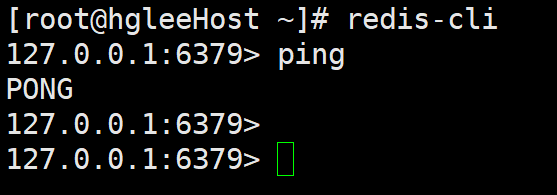 [root@hgleeHost ~]# redis-cli
127.0.0.1:6379> ping
PONG
127.0.0.1:6379>
127.0.0.1:6379>